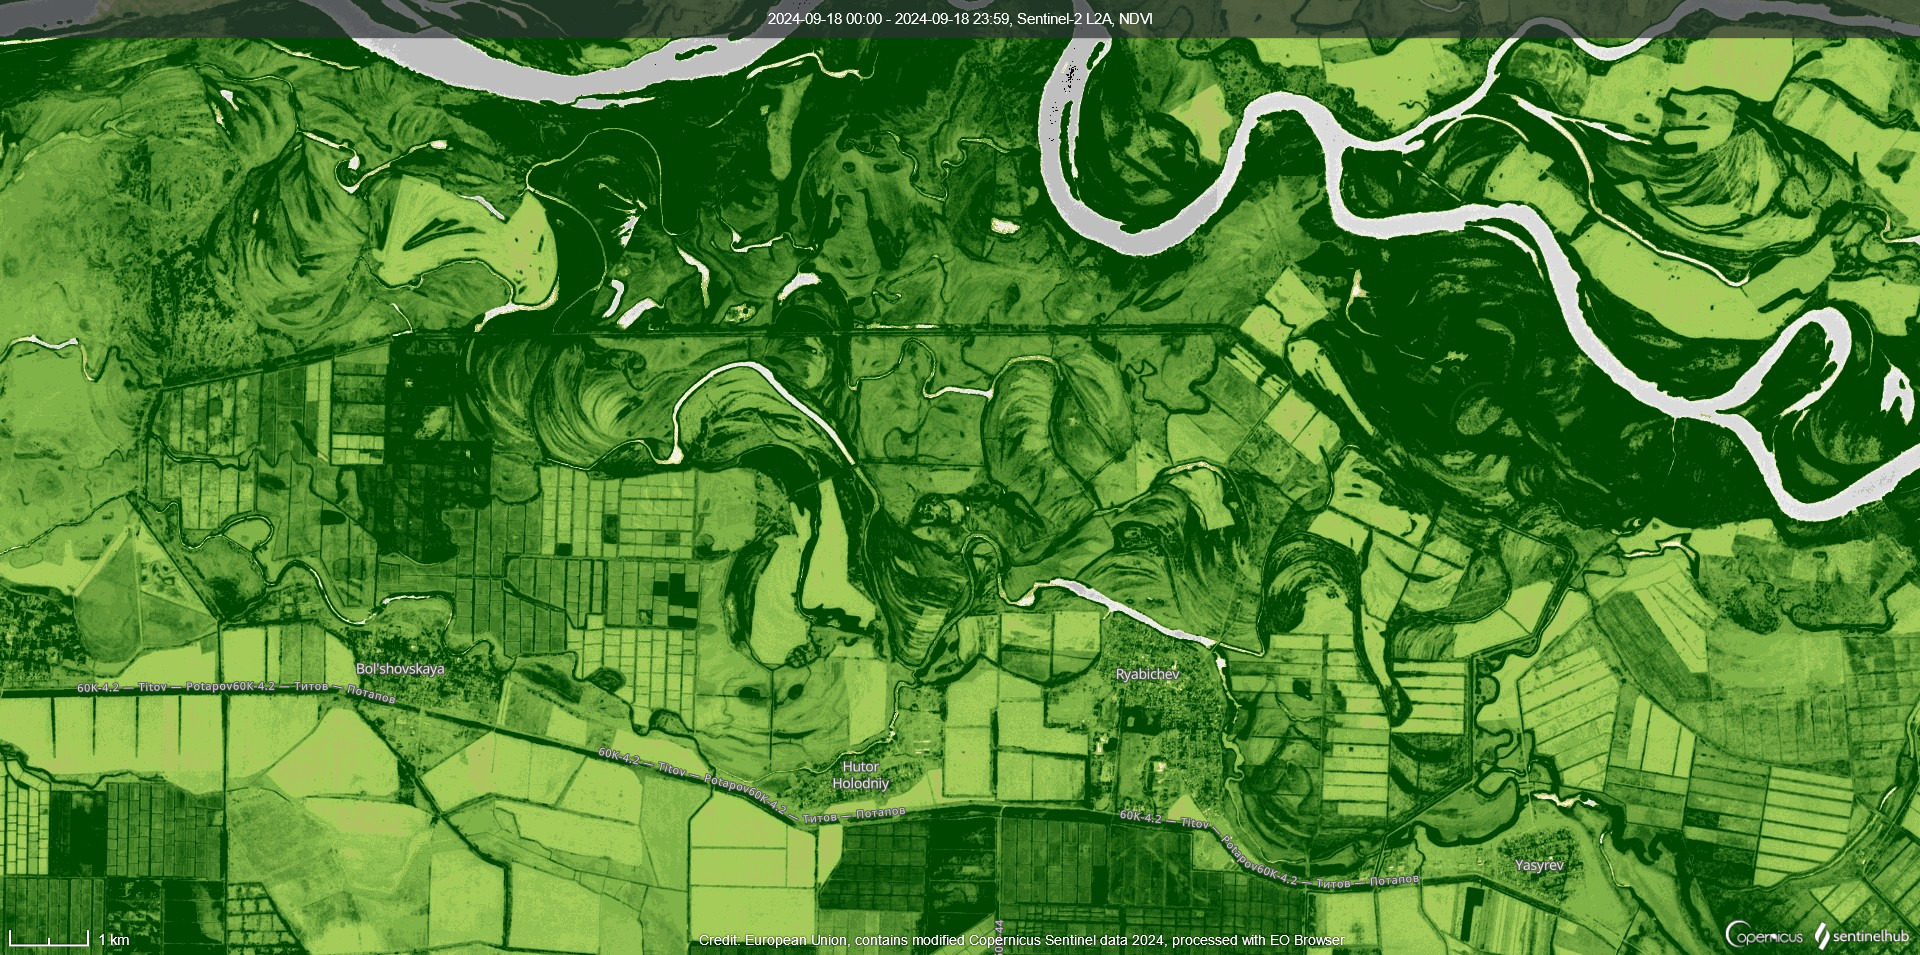 2024-09-18 00:00 - 2024-09-18 23:59, Sentinel-2 L2A, NDVI
Bol'shovskaya
60K-4.2 — Titov — Potapov60K-4.2 — Титов — Потапов
Ryabichev
60K-4.2 — Titov — Potapov60K-4.2 — Титов — Потапов
Hutor
Holodniy
60K-4.2 — Titov — Potapov60K-4.2 — Титов — Потапов
Yasyrev
1 km
Credit: European Union, contains modified Copernicus Sentinel data 2024, processed with EO Browser
opernicus
sentinelhub